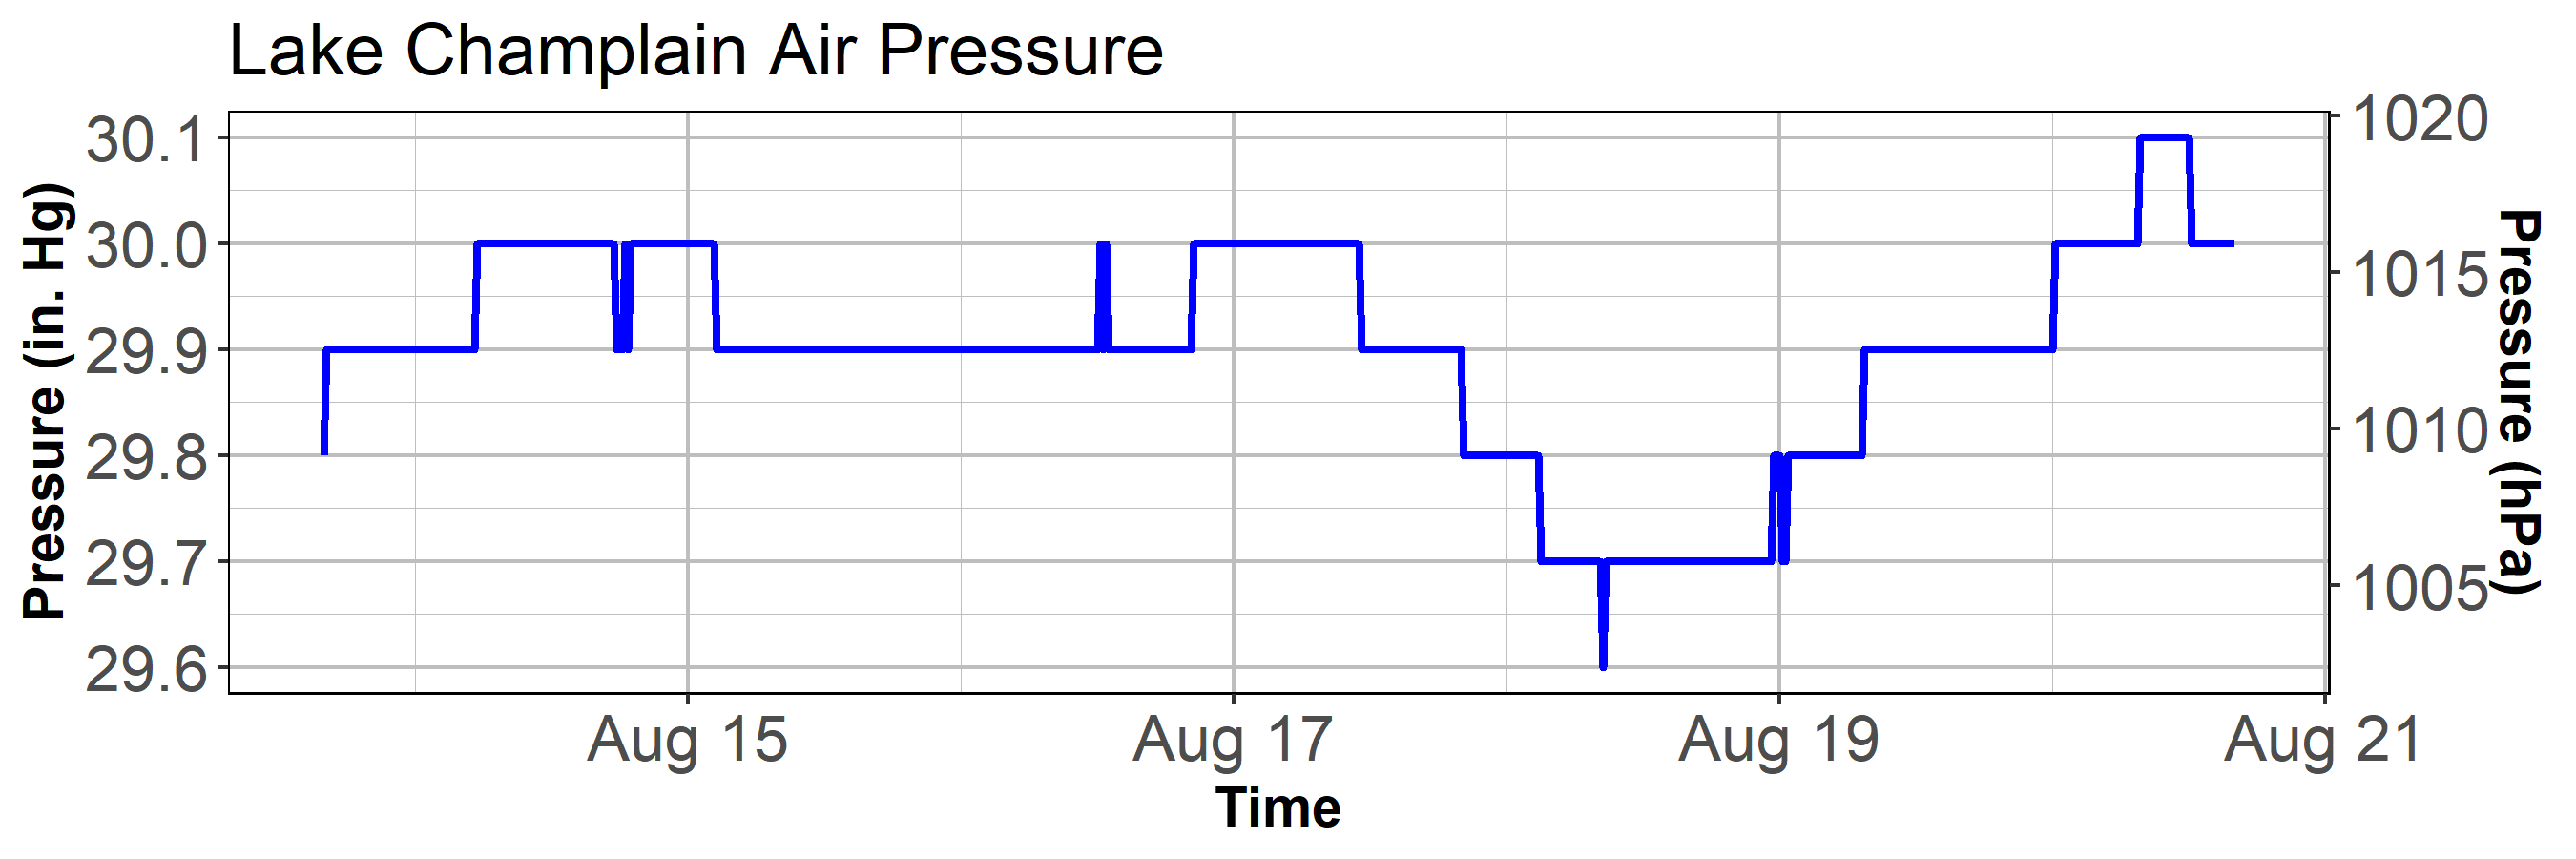 Lake Champlain Air Pressure
Pressure (in. Hg)
30.1
30.0
29.9
29.8
29.7
29.6
1020
1015
1010
1005
Pressure (hPa)
Aug 15 Aug 17 Aug 19 Aug 21
Time